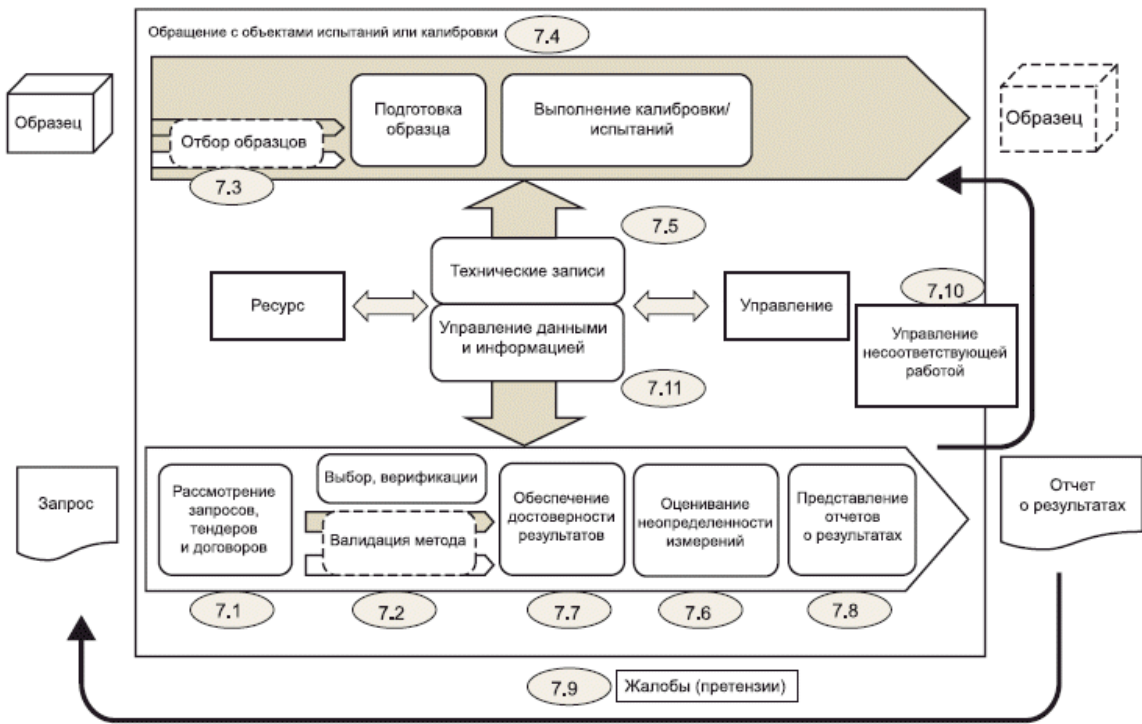 Обращение с объектами испытаний или калибровки
7.4
Образец
Подготовка
образца
Выполнение калибровки/
испытаний
Образец
Отбор образцов
7.3
7.5
Технические записи
Ресурс
Управление
7.10
Управление данными
и информацией
Управление
несоответствующей
работой
7.11
Запрос
Рассмотрение
запросов,
тендеров
и договоров
Выбор, верификации
Валидация метода
Обеспечение
достоверности
результатов
Оценивание
неопределенности
измерений
Представление
отчетов
о результатах
Отчет
о результатах
7.1
7.2
7.7
7.6
7.8
7.9
Жалобы (претензии)